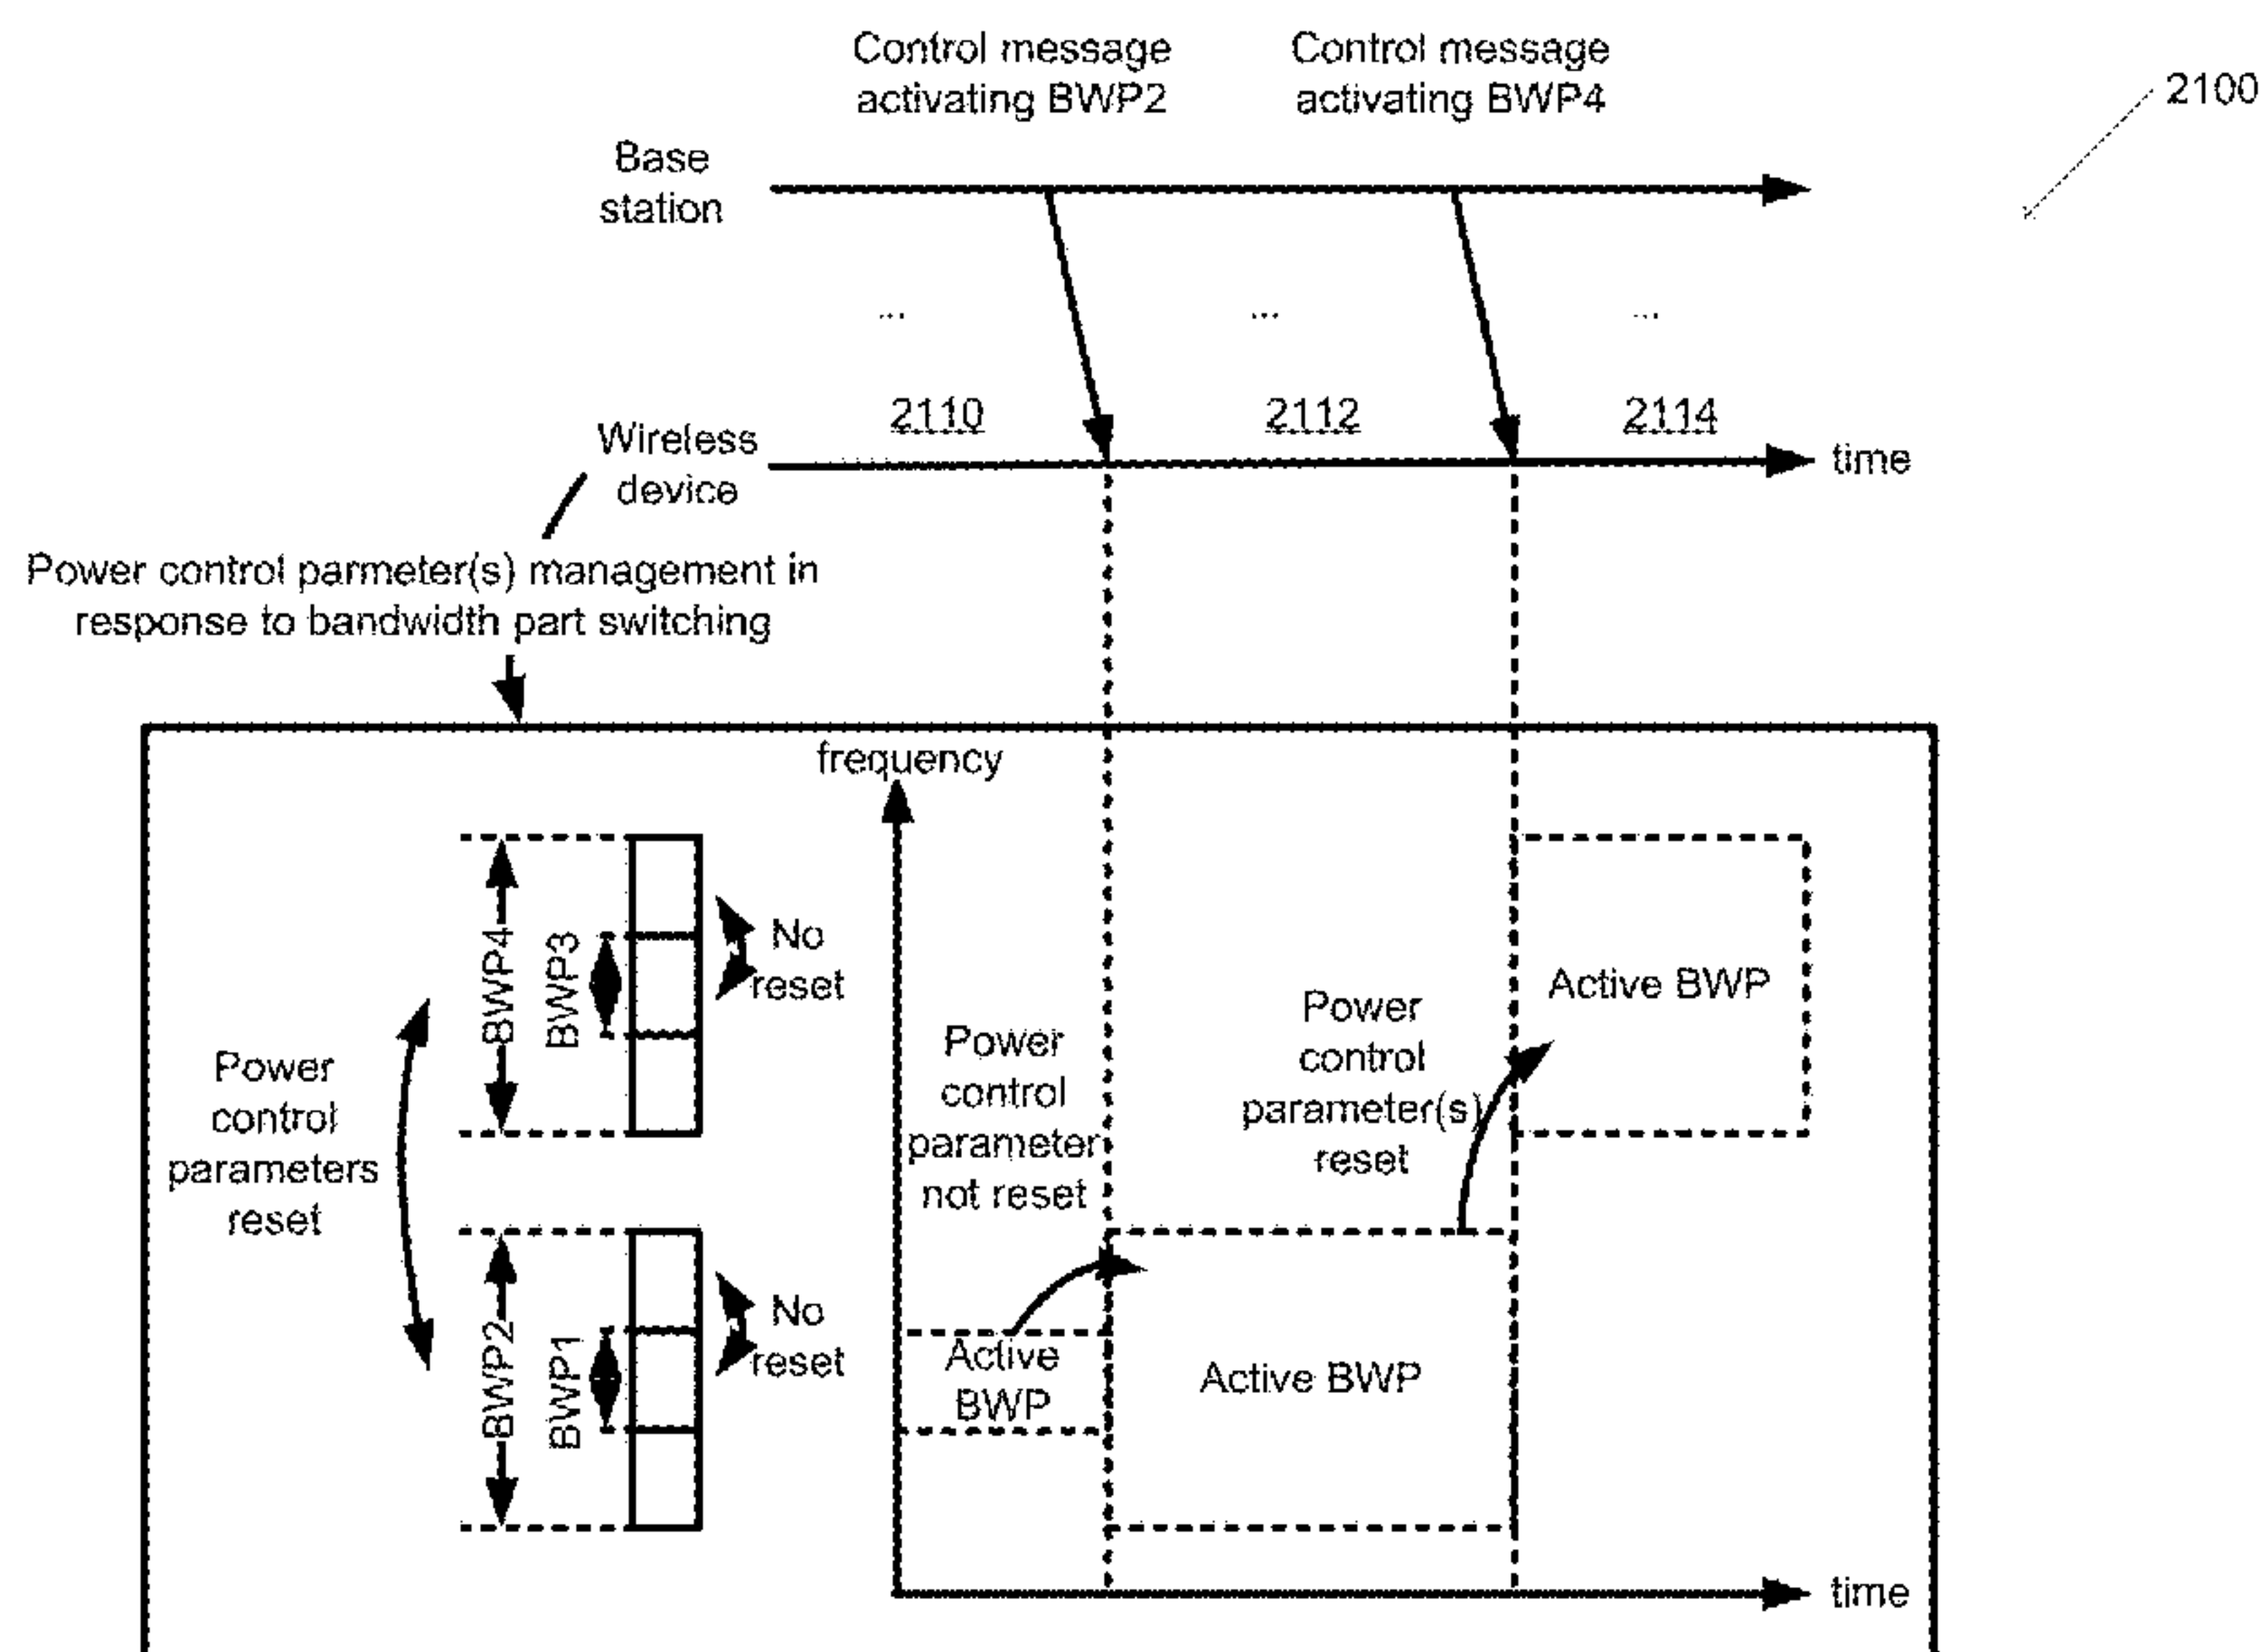 Control message
activating BWP2
Control message
activating BWP4
2100
Base
station
...
...
...
2110
2112
2114
Wireless
device
time
Power control parmeter(s) management in
response to bandwidth part switching
frequency
BWP4
BWP3
No
reset
Power
control
parameters
reset
BWP2
BWP1
No
reset
Power
control
parameter
not reset
Power
control
parameter(s)
reset
Active BWP
Active
BWP
Active BWP
time